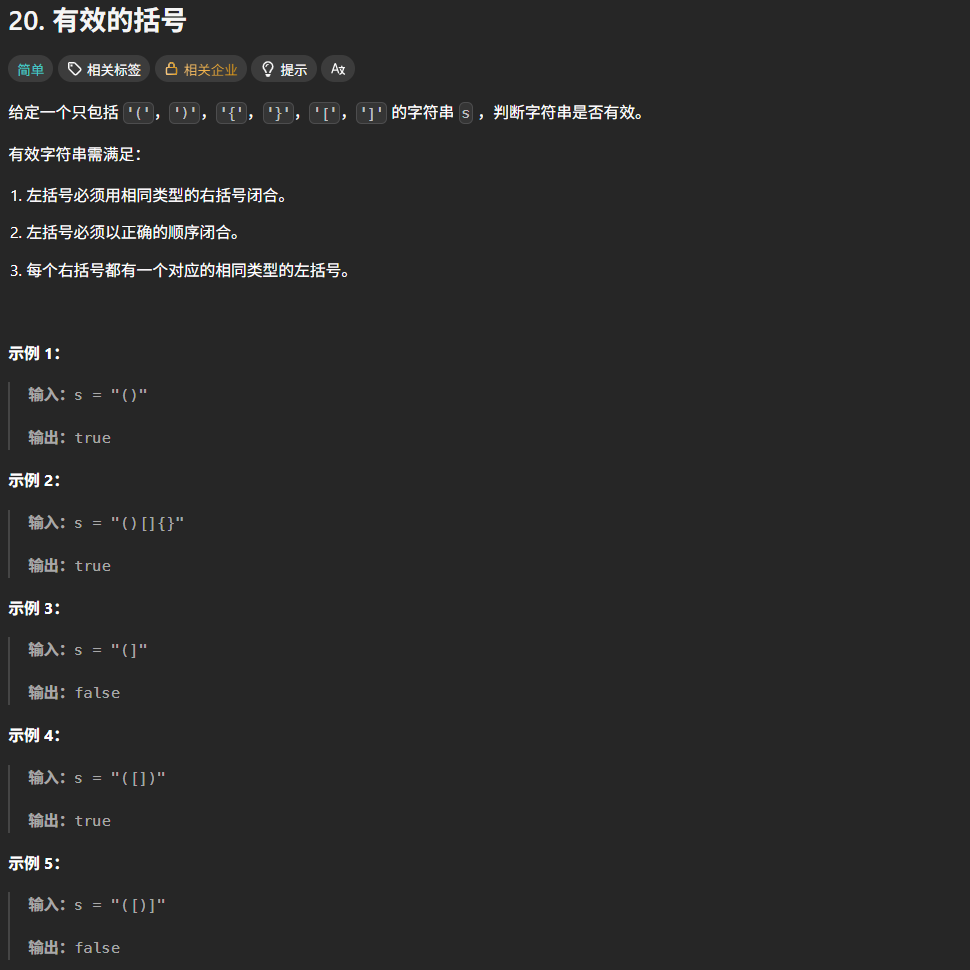 20. 有效的括号
简单 相关标签 相关企业 提示 A文
给定一个只包括 '('，')'，'{'，'}'，'['，']' 的字符串 s ，判断字符串是否有效。
有效字符串需满足：
1. 左括号必须用相同类型的右括号闭合。
2. 左括号必须以正确的顺序闭合。
3. 每个右括号都有一个对应的相同类型的左括号。
示例 1：
输入：s = "()"
输出：true
示例 2：
输入：s = "()[]{}"
输出：true
示例 3：
输入：s = "(]"
输出：false
示例 4：
输入：s = "([])"
输出：true
示例 5：
输入：s = "([)]"
输出：false